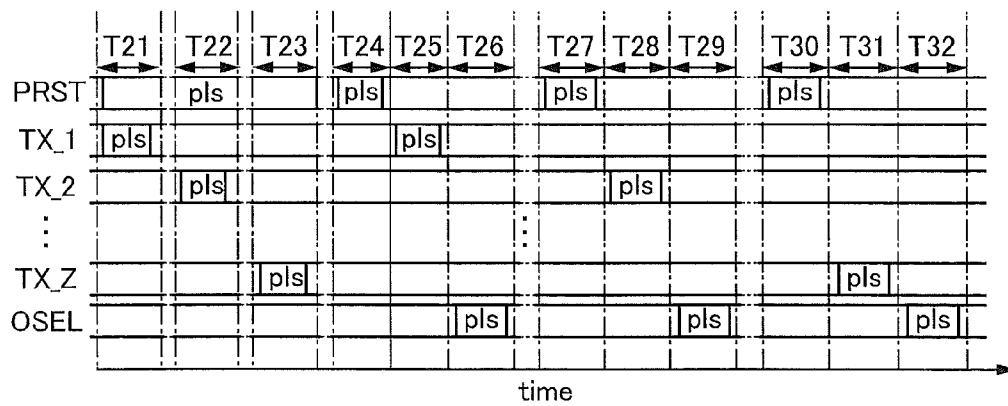 T21 T22 T23 T24 T25 T26 T27 T28 T29 T30 T31 T32
PRST pls pls pls pls
TX_1 pls pls
TX_2 pls pls
⋮ ⋮
TX_Z pls pls
OSEL pls pls pls
time